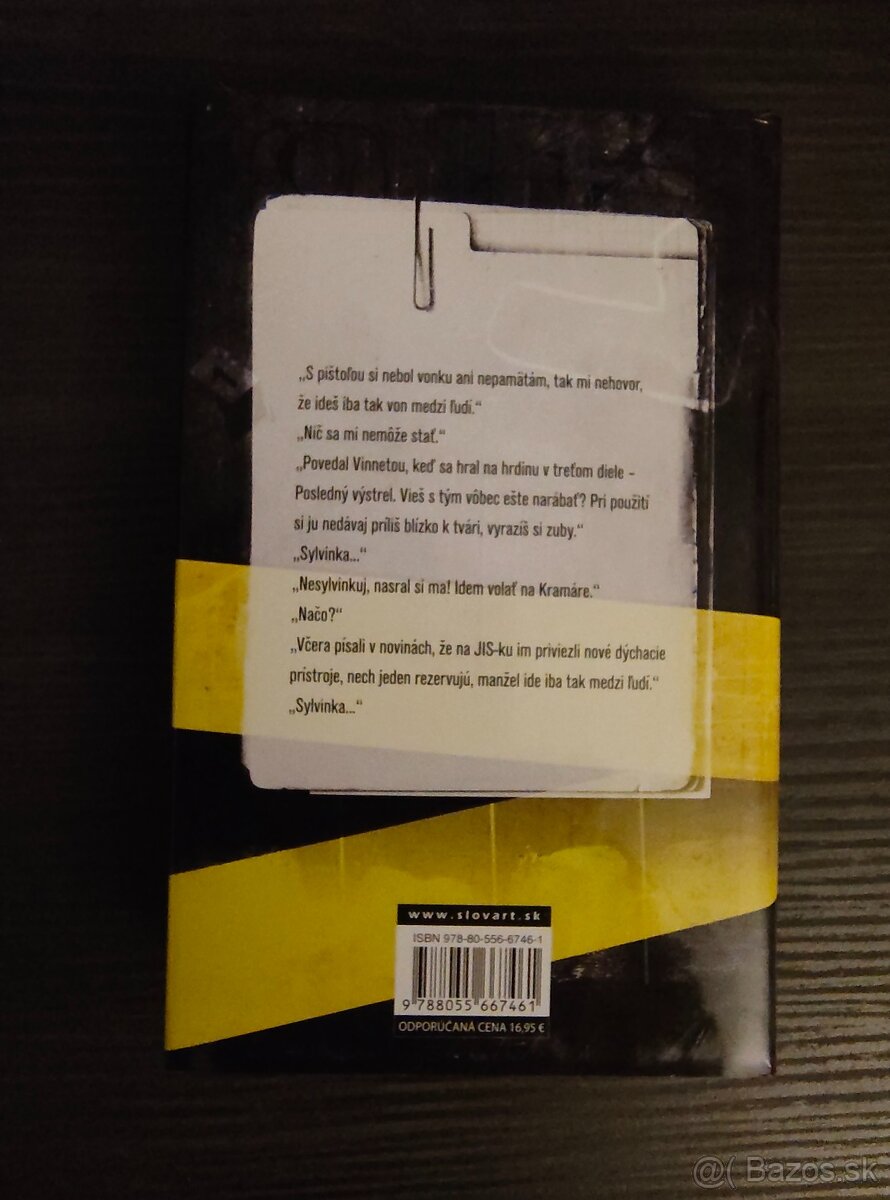 „S pištoľou si nebol vonku ani nepamätám, tak mi nehovor,
že ideš iba tak von medzi ľudí.“
„Nič sa mi nemôže stať.“
„Povedal Vinnetou, keď sa hral na hrdinu v treťom diele –
Posledný výstrel. Vieš s tým vôbec ešte narábať? Pri použití
si ju nedávaj príliš blízko k tvári, vyrazíš si zuby.“
„Sylvinka...“
„Nesylvinkuj, nasral si ma! Idem volať na Kramáre.“
„Načo?“
„Včera písali v novinách, že na JIS-ku im priviezli nové dýchacie
prístroje, nech jeden rezervujú, manžel ide iba tak medzi ľudí.“
„Sylvinka...“
www.slovart.sk
ISBN 978-80-556-6746-1
9 788055 667461
ODPORÚČANÁ CENA 16,95 €
@( Bazos.sk